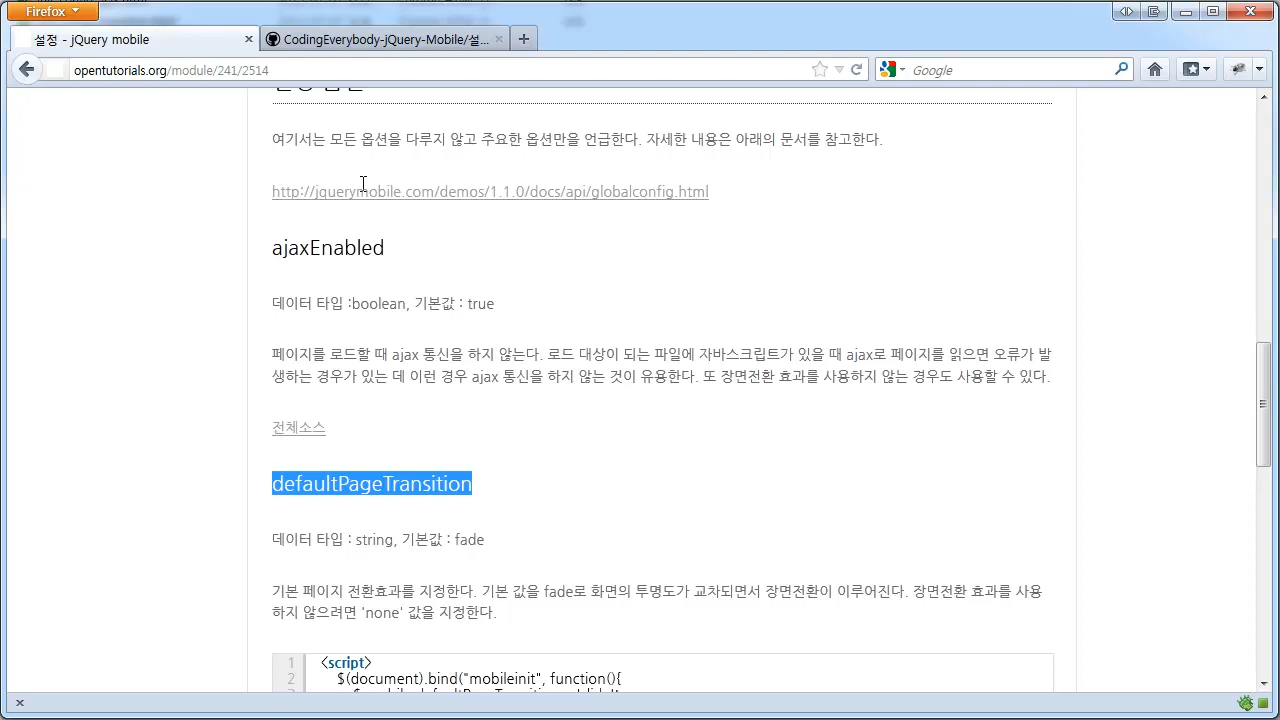 Firefox
설정 - jQuery mobile
CodingEverybody-jQuery-Mobile/설...
opentutorials.org/module/241/2514
Google
여기서는 모든 옵션을 다루지 않고 주요한 옵션만을 언급한다. 자세한 내용은 아래의 문서를 참고한다.
http://jquerymobile.com/demos/1.1.0/docs/api/globalconfig.html
ajaxEnabled
데이터 타입 :boolean, 기본값 : true
페이지를 로드할 때 ajax 통신을 하지 않는다. 로드 대상이 되는 파일에 자바스크립트가 있을 때 ajax로 페이지를 읽으면 오류가 발
생하는 경우가 있는 데 이런 경우 ajax 통신을 하지 않는 것이 유용한다. 또 장면전환 효과를 사용하지 않는 경우도 사용할 수 있다.
전체소스
defaultPageTransition
데이터 타입 : string, 기본값 : fade
기본 페이지 전환효과를 지정한다. 기본 값을 fade로 화면의 투명도가 교차되면서 장면전환이 이루어진다. 장면전환 효과를 사용
하지 않으려면 'none' 값을 지정한다.
1 <script>
2 $(document).bind("mobileinit", function(){